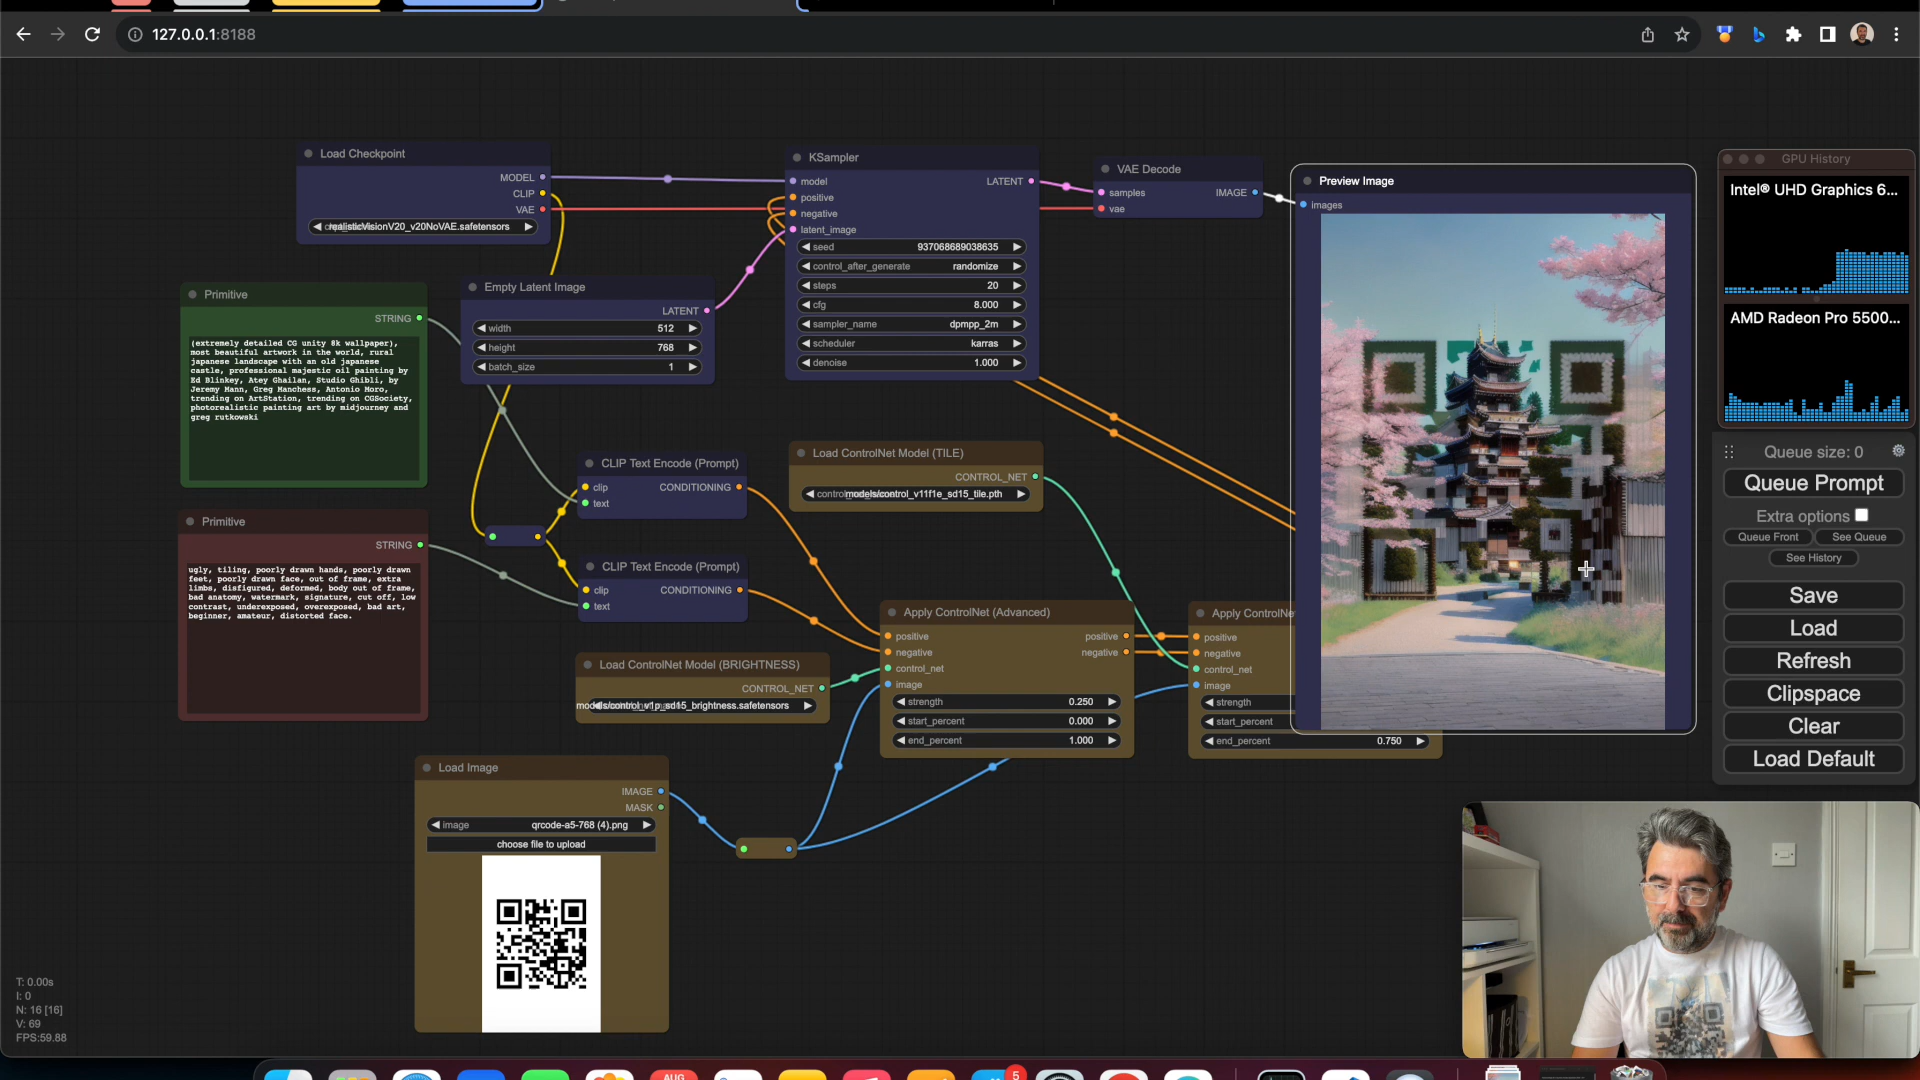 127.0.0.1:8188
Load Checkpoint
MODEL
CLIP
VAE
realisticVisionV20_v20NoVAE.safetensors
KSampler
LATENT
model
positive
negative
latent_image
seed 937068689038635
control_after_generate randomize
steps 20
cfg 8.000
sampler_name dpmpp_2m
scheduler karras
denoise 1.000
VAE Decode
samples IMAGE
vae
Preview Image
images
GPU History
Intel® UHD Graphics 6...
AMD Radeon Pro 5500...
Primitive
STRING
(extremely detailed CG unity 8k wallpaper),
most beautiful artwork in the world, rural
japanese landscape with an old japanese
castle, professional majestic oil painting by
Ed Blinkey, Atey Ghailan, Studio Ghibli, by
Jeremy Mann, Greg Manchess, Antonio Moro,
trending on ArtStation, trending on CGSociety,
photorealistic painting art by midjourney and
greg rutkowski
Empty Latent Image
LATENT
width 512
height 768
batch_size 1
CLIP Text Encode (Prompt)
clip CONDITIONING
text
Load ControlNet Model (TILE)
CONTROL_NET
models/control_v11f1e_sd15_tile.pth
Primitive
STRING
ugly, tiling, poorly drawn hands, poorly drawn
feet, poorly drawn face, out of frame, extra
limbs, disfigured, deformed, body out of frame,
bad anatomy, watermark, signature, cut off, low
contrast, underexposed, overexposed, bad art,
beginner, amateur, distorted face.
CLIP Text Encode (Prompt)
clip CONDITIONING
text
Load ControlNet Model (BRIGHTNESS)
CONTROL_NET
models/control_v1p_sd15_brightness.safetensors
Apply ControlNet (Advanced)
positive positive
negative negative
control_net
image
strength 0.250
start_percent 0.000
end_percent 1.000
Apply ControlNe
positive
negative
control_net
image
strength
start_percent
end_percent 0.750
Load Image
IMAGE
MASK
image qrcode-a5-768 (4).png
choose file to upload
Queue size: 0
Queue Prompt
Extra options
Queue Front See Queue
See History
Save
Load
Refresh
Clipspace
Clear
Load Default
T: 0.00s
I: 0
N: 16 [16]
V: 69
FPS:59.88
AUG
5